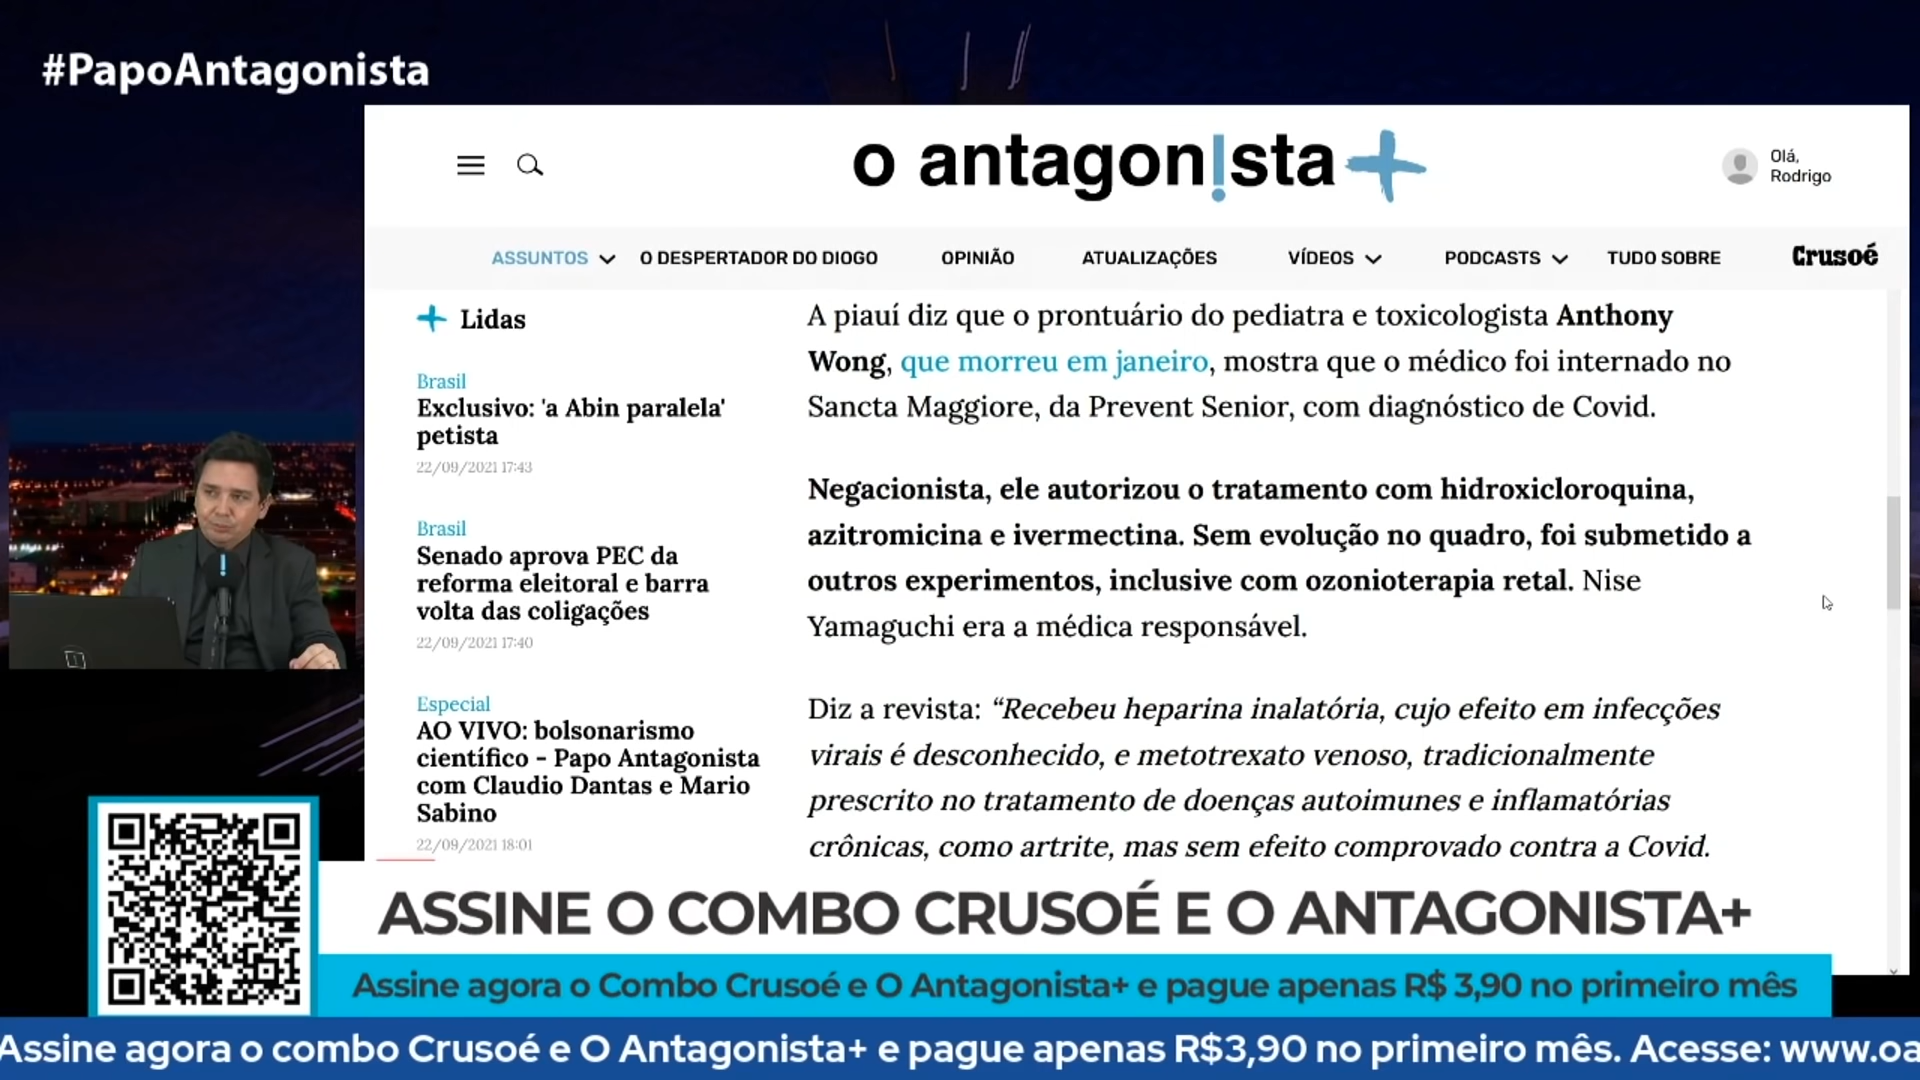 #PapoAntagonista
o antagon!sta+
Olá,
Rodrigo
ASSUNTOS
O DESPERTADOR DO DIOGO
OPINIÃO
ATUALIZAÇÕES
VÍDEOS
PODCASTS
TUDO SOBRE
Crusoé
+ Lidas
Brasil
Exclusivo: 'a Abin paralela'
petista
22/09/2021 17:43
Brasil
Senado aprova PEC da
reforma eleitoral e barra
volta das coligações
22/09/2021 17:40
Especial
AO VIVO: bolsonarismo
científico - Papo Antagonista
com Claudio Dantas e Mario
Sabino
22/09/2021 18:01
A piauí diz que o prontuário do pediatra e toxicologista Anthony
Wong, que morreu em janeiro, mostra que o médico foi internado no
Sancta Maggiore, da Prevent Senior, com diagnóstico de Covid.
Negacionista, ele autorizou o tratamento com hidroxicloroquina,
azitromicina e ivermectina. Sem evolução no quadro, foi submetido a
outros experimentos, inclusive com ozonioterapia retal. Nise
Yamaguchi era a médica responsável.
Diz a revista: “Recebeu heparina inalatória, cujo efeito em infecções
virais é desconhecido, e metotrexato venoso, tradicionalmente
prescrito no tratamento de doenças autoimunes e inflamatórias
crônicas, como artrite, mas sem efeito comprovado contra a Covid.
ASSINE O COMBO CRUSOÉ E O ANTAGONISTA+
Assine agora o Combo Crusoé e O Antagonista+ e pague apenas R$ 3,90 no primeiro mês
Assine agora o combo Crusoé e O Antagonista+ e pague apenas R$3,90 no primeiro mês. Acesse: www.oa